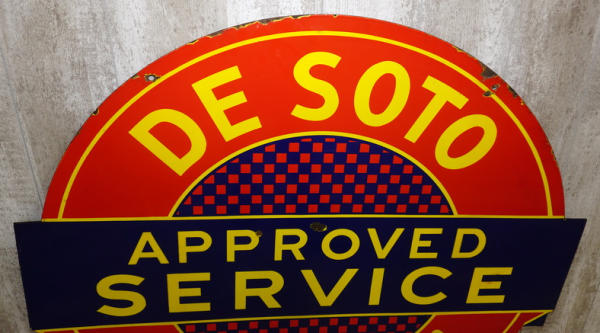 DE SOTO
APPROVED
SERVICE